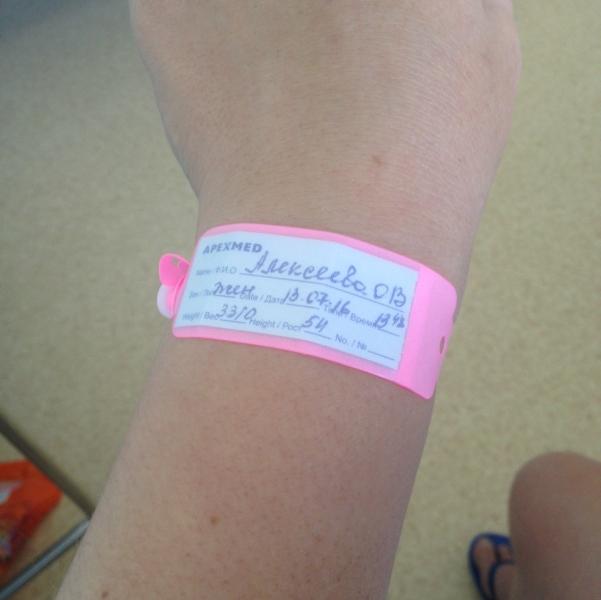 APEXMED
Name / Ф.И.О Алексеева О В
Sex / Пол жен Date / Дата 13.07.16 Time / Время 13 42
Weight / Вес 3310 Height / Рост 54 No. / №